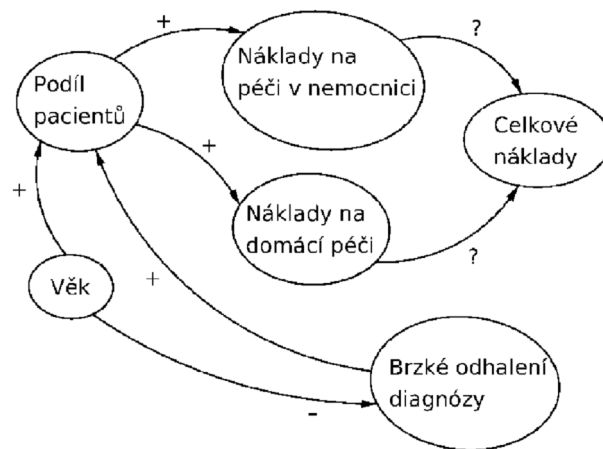 +
?
Náklady na
péči v nemocnici
Podíl
pacientů
Celkové
náklady
+
+
Náklady na
domácí péči
?
+
Věk
Brzké odhalení
diagnózy
-